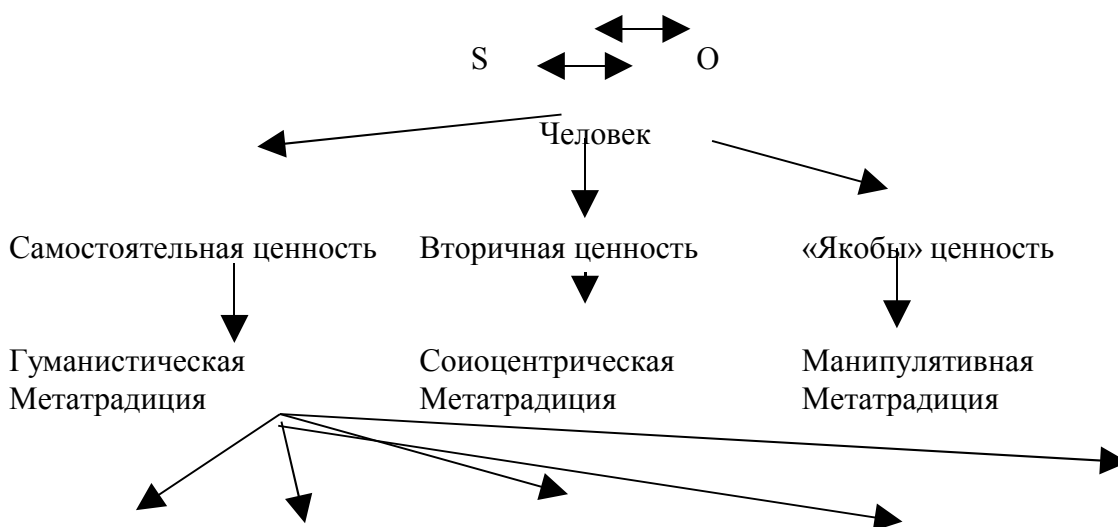 S O
Человек
Самостоятельная ценность Вторичная ценность «Якобы» ценность
Гуманистическая Соиоцентрическая Манипулятивная
Метатрадиция Метатрадиция Метатрадиция